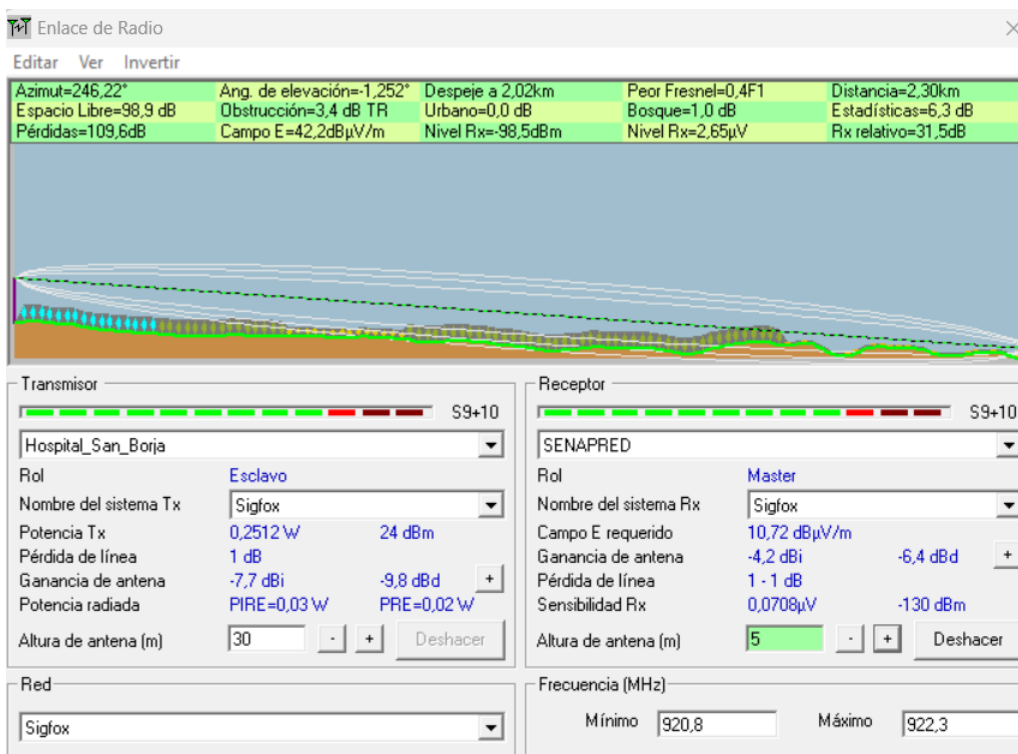 Enlace de Radio
Editar Ver Invertir
Azimut=246,22° Ang. de elevación=-1,252° Despeje a 2,02km Peor Fresnel=0,4F1 Distancia=2,30km
Espacio Libre=98,9 dB Obstrucción=3,4 dB TR Urbano=0,0 dB Bosque=1,0 dB Estadísticas=6,3 dB
Pérdidas=109,6dB Campo E=42,2dBµV/m Nivel Rx=-98,5dBm Nivel Rx=2,65µV Rx relativo=31,5dB
Transmisor
S9+10
Hospital_San_Borja
Rol Esclavo
Nombre del sistema Tx Sigfox
Potencia Tx 0,2512 W 24 dBm
Pérdida de línea 1 dB
Ganancia de antena -7,7 dBi -9,8 dBd +
Potencia radiada PIRE=0,03 W PRE=0,02 W
Altura de antena (m) 30 - + Deshacer
Red
Sigfox
Receptor
S9+10
SENAPRED
Rol Master
Nombre del sistema Rx Sigfox
Campo E requerido 10,72 dBµV/m
Ganancia de antena -4,2 dBi -6,4 dBd +
Pérdida de línea 1 - 1 dB
Sensibilidad Rx 0,0708µV -130 dBm
Altura de antena (m) 5 - + Deshacer
Frecuencia (MHz)
Mínimo 920,8 Máximo 922,3